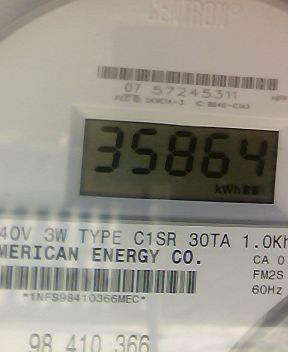 CENTRON
07 57245311
35864
kWh
40V 3W TYPE C1SR 30TA 1.0Kh
MERICAN ENERGY CO.
CA 0
FM2S
60Hz
*1NFS98410366MEC*
98 410 366